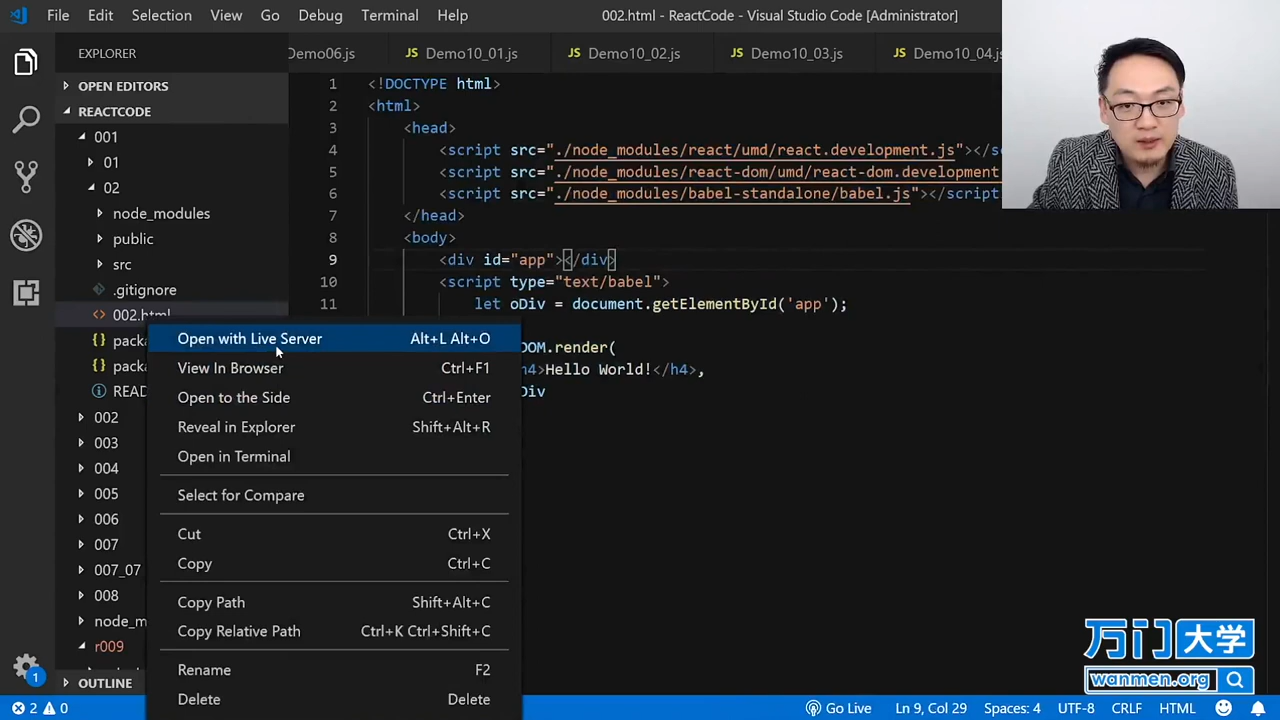 File Edit Selection View Go Debug Terminal Help
002.html - ReactCode - Visual Studio Code [Administrator]
EXPLORER
Demo06.js
JS Demo10_01.js
JS Demo10_02.js
JS Demo10_03.js
JS Demo10_04.js
OPEN EDITORS
REACTCODE
001
01
02
node_modules
public
src
.gitignore
<> 002.html
{} packa
{} packa
READ
002
003
004
005
006
007
007_07
008
node_m
r009
OUTLINE
1 <!DOCTYPE html>
2 <html>
3 <head>
4 <script src="./node_modules/react/umd/react.development.js"></s
5 <script src="./node_modules/react-dom/umd/react-dom.development
6 <script src="./node_modules/babel-standalone/babel.js"></script
7 </head>
8 <body>
9 <div id="app"></div>
10 <script type="text/babel">
11 let oDiv = document.getElementById('app');
DOM.render(
h4>Hello World!</h4>,
Div
Open with Live Server Alt+L Alt+O
View In Browser Ctrl+F1
Open to the Side Ctrl+Enter
Reveal in Explorer Shift+Alt+R
Open in Terminal
Select for Compare
Cut Ctrl+X
Copy Ctrl+C
Copy Path Shift+Alt+C
Copy Relative Path Ctrl+K Ctrl+Shift+C
Rename F2
Delete Delete
万门大学
wanmen.org
1
2 0
Go Live Ln 9, Col 29 Spaces: 4 UTF-8 CRLF HTML